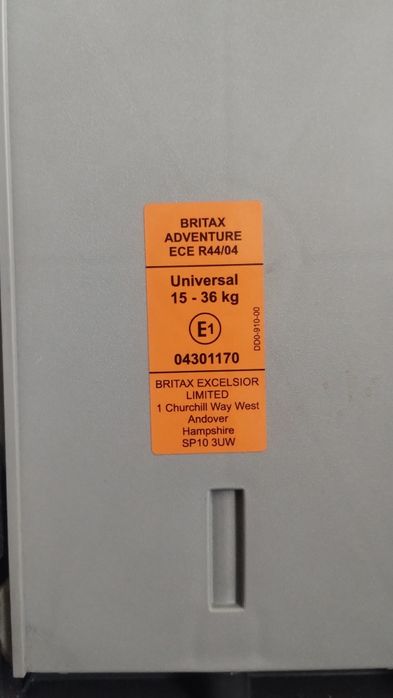 BRITAX
ADVENTURE
ECE R44/04
Universal
15 - 36 kg
E1
04301170
DD0-910-00
BRITAX EXCELSIOR
LIMITED
1 Churchill Way West
Andover
Hampshire
SP10 3UW